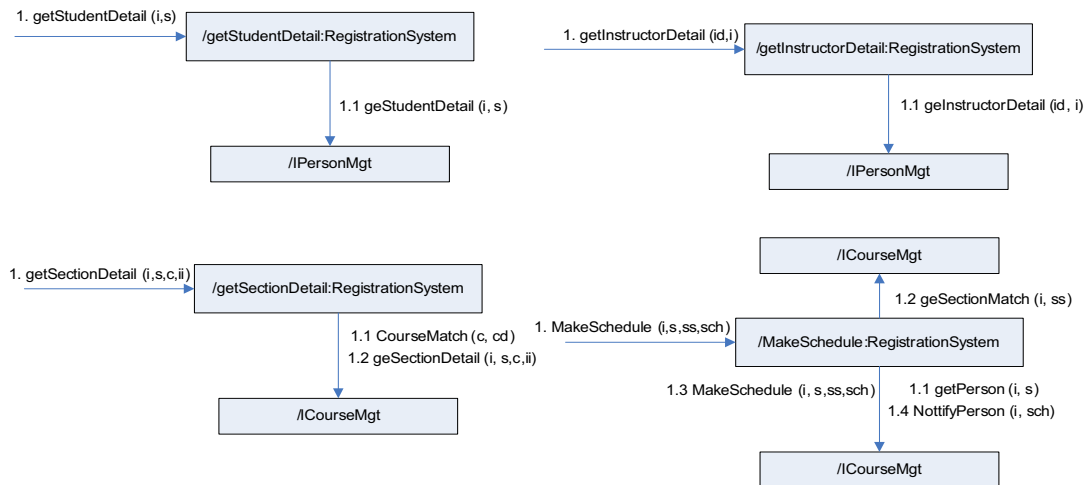 1. getStudentDetail (i,s)
/getStudentDetail:RegistrationSystem
1.1 geStudentDetail (i, s)
/IPersonMgt
1. getInstructorDetail (id,i)
/getInstructorDetail:RegistrationSystem
1.1 geInstructorDetail (id, i)
/IPersonMgt
1. getSectionDetail (i,s,c,ii)
/getSectionDetail:RegistrationSystem
1.1 CourseMatch (c, cd)
1.2 geSectionDetail (i, s,c,ii)
/ICourseMgt
/ICourseMgt
1.2 geSectionMatch (i, ss)
1. MakeSchedule (i,s,ss,sch)
/MakeSchedule:RegistrationSystem
1.3 MakeSchedule (i, s,ss,sch)
1.1 getPerson (i, s)
1.4 NottifyPerson (i, sch)
/ICourseMgt